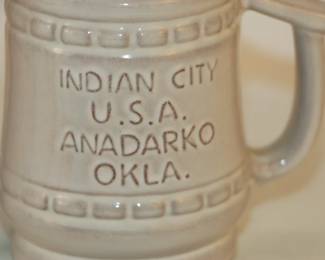 INDIAN CITY
U.S.A.
ANADARKO
OKLA.